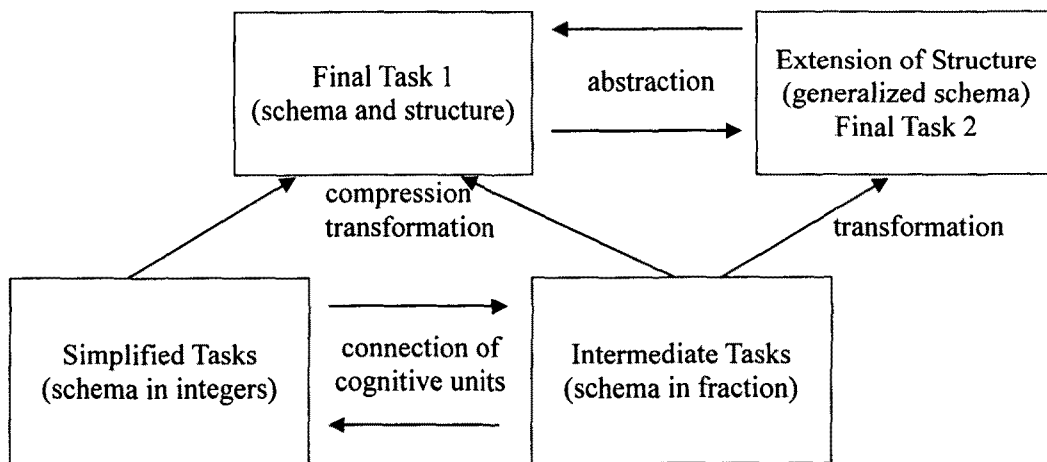 Final Task 1
(schema and structure)
abstraction
Extension of Structure
(generalized schema)
Final Task 2
compression
transformation
transformation
Simplified Tasks
(schema in integers)
connection of
cognitive units
Intermediate Tasks
(schema in fraction)